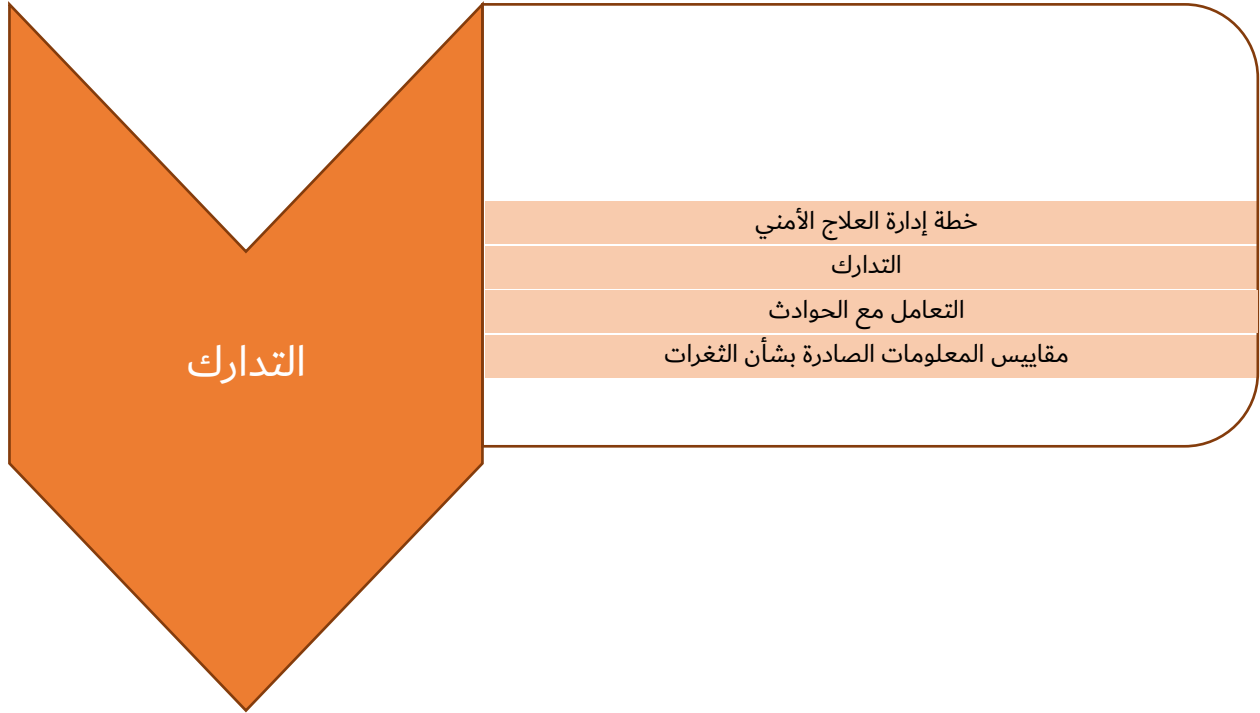 التدارك
خطة إدارة العلاج الأمني
التدارك
التعامل مع الحوادث
مقاييس المعلومات الصادرة بشأن الثغرات